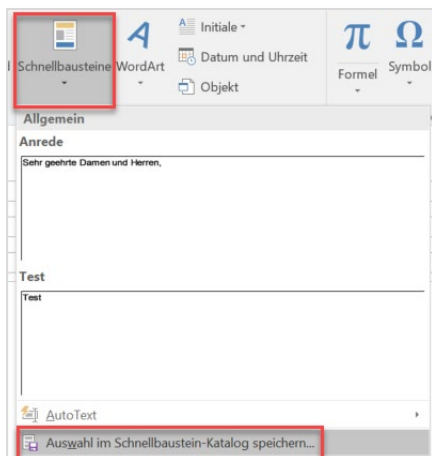 Initiale
Datum und Uhrzeit
Schnellbausteine WordArt
Objekt
π Ω
Formel Symbol
Allgemein
Anrede
Sehr geehrte Damen und Herren,
Test
Test
AutoText
Auswahl im Schnellbaustein-Katalog speichern...